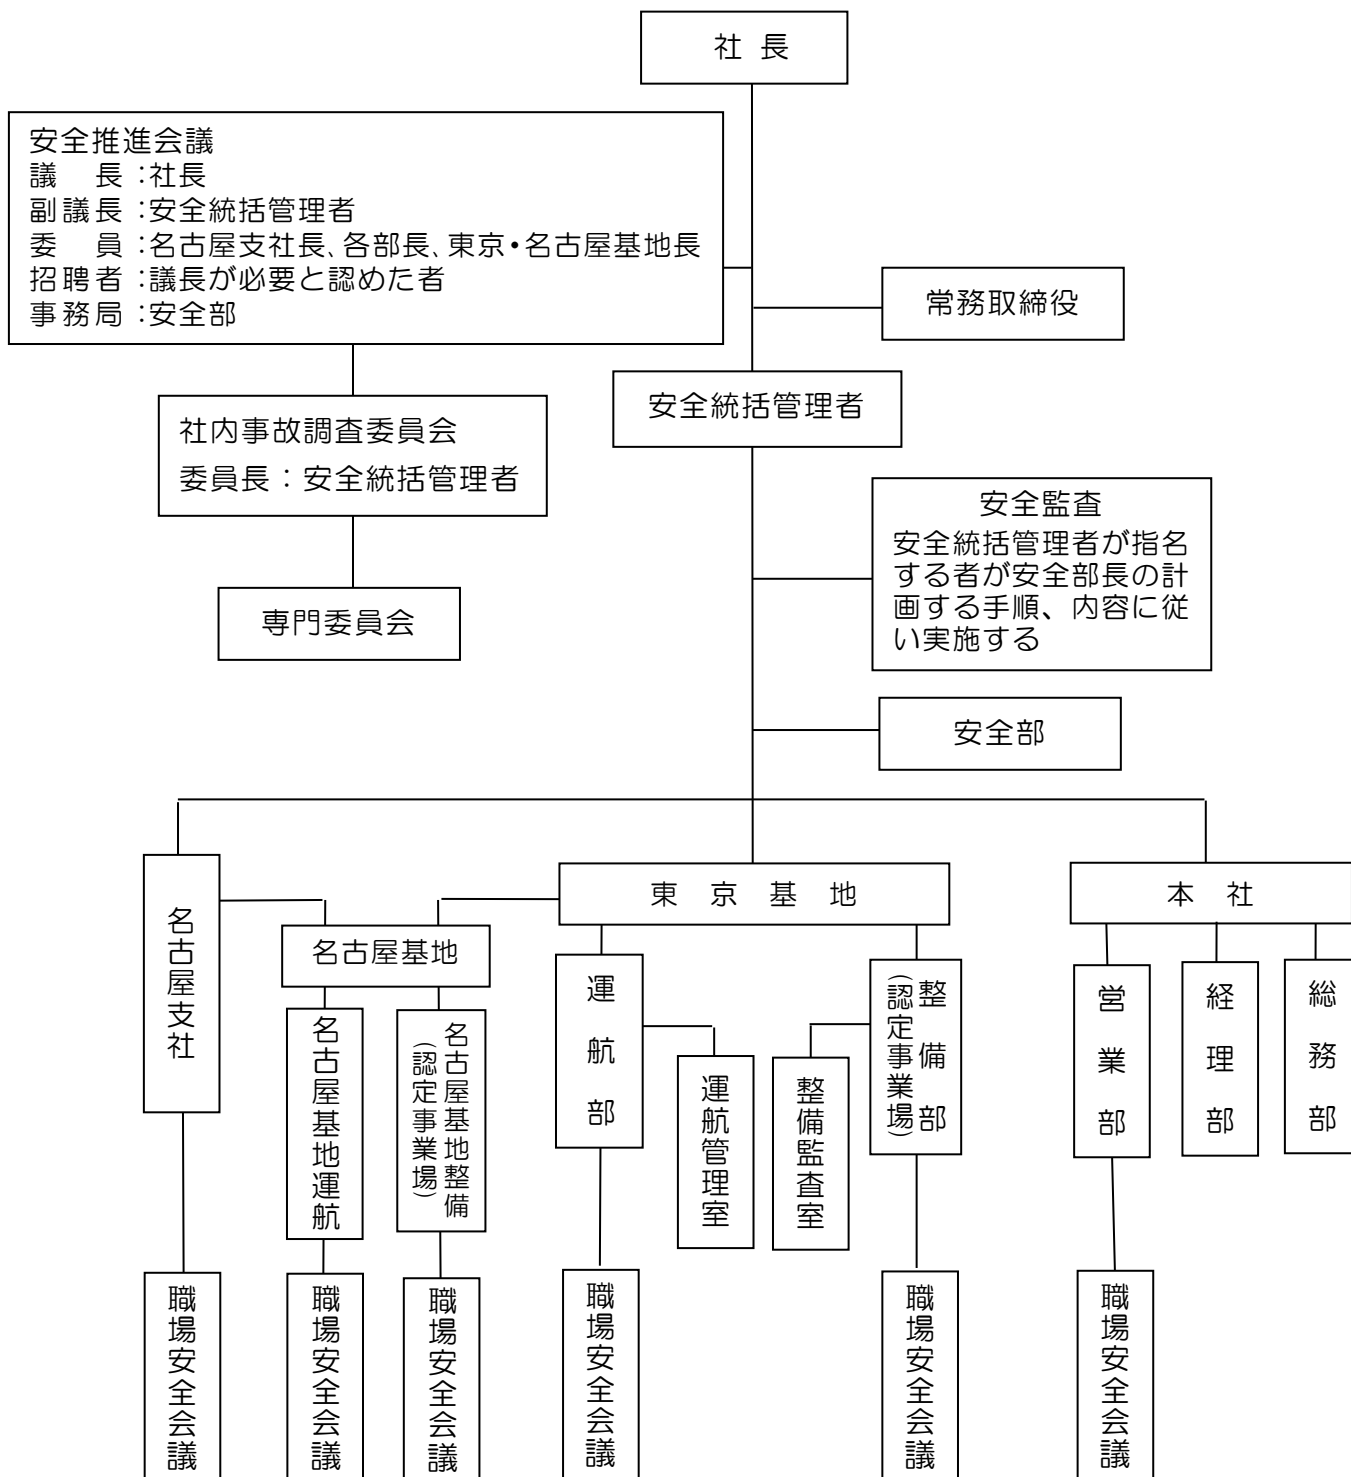 社 長
安全推進会議
議　長：社長
副議長：安全統括管理者
委　員：名古屋支社長、各部長、東京・名古屋基地長
招聘者：議長が必要と認めた者
事務局：安全部
常務取締役
安全統括管理者
社内事故調査委員会
委員長：安全統括管理者
専門委員会
安全監査
安全統括管理者が指名
する者が安全部長の計
画する手順、内容に従
い実施する
安全部
名古屋支社
東 京 基 地
本 社
名古屋基地
名古屋基地運航
名古屋基地整備
（認定事業場）
運航部
運航管理室
整備監査室
整備部
（認定事業場）
営業部
経理部
総務部
職場安全会議
職場安全会議
職場安全会議
職場安全会議
職場安全会議
職場安全会議